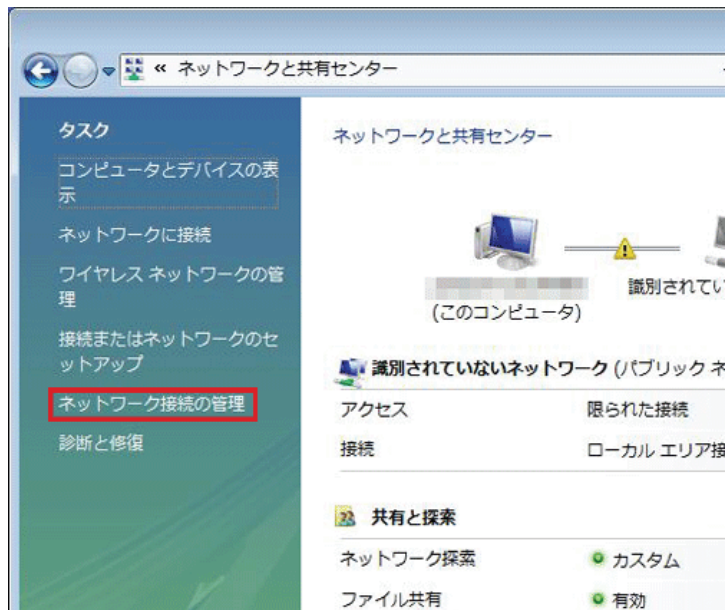 « ネットワークと共有センター
タスク
コンピュータとデバイスの表
示
ネットワークに接続
ワイヤレス ネットワークの管
理
接続またはネットワークのセ
ットアップ
ネットワーク接続の管理
診断と修復
ネットワークと共有センター
識別されてい
(このコンピュータ)
識別されていないネットワーク (パブリック ネ
アクセス 限られた接続
接続 ローカル エリア接
共有と探索
ネットワーク探索 カスタム
ファイル共有 有効